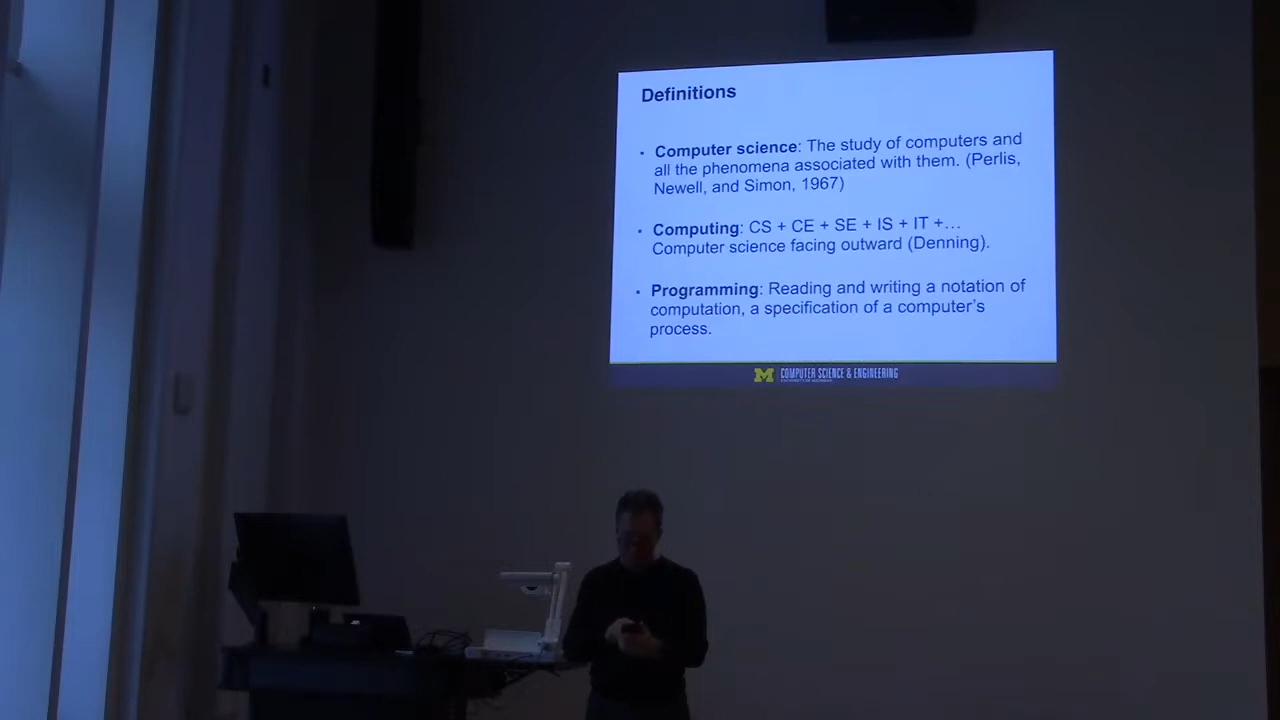 Definitions
• Computer science: The study of computers and
all the phenomena associated with them. (Perlis,
Newell, and Simon, 1967)
• Computing: CS + CE + SE + IS + IT +…
Computer science facing outward (Denning).
• Programming: Reading and writing a notation of
computation, a specification of a computer's
process.
M COMPUTER SCIENCE & ENGINEERING
UNIVERSITY OF MICHIGAN